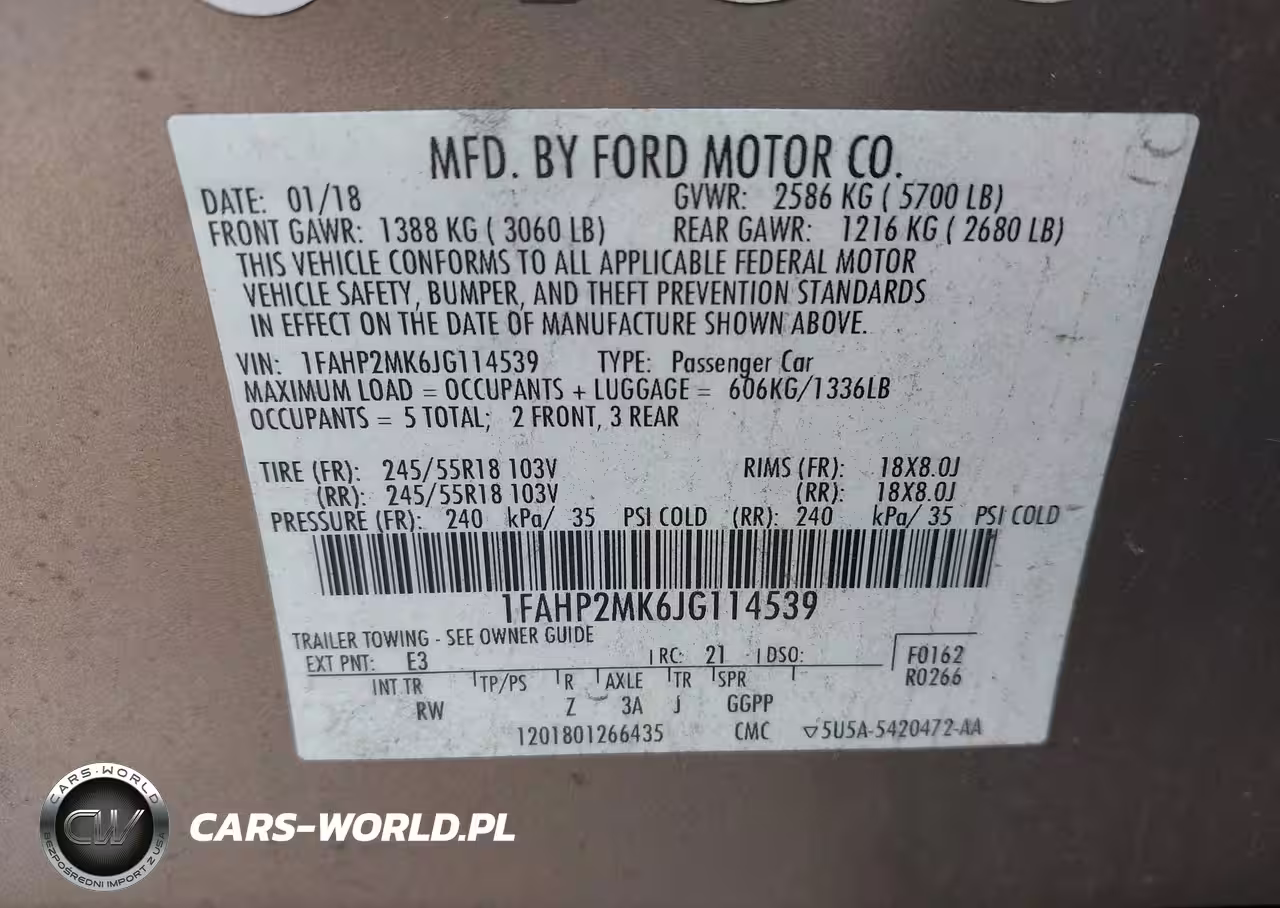 MFD. BY FORD MOTOR CO.
DATE: 01/18 GVWR: 2586 KG ( 5700 LB)
FRONT GAWR: 1388 KG ( 3060 LB) REAR GAWR: 1216 KG ( 2680 LB)
THIS VEHICLE CONFORMS TO ALL APPLICABLE FEDERAL MOTOR
VEHICLE SAFETY, BUMPER, AND THEFT PREVENTION STANDARDS
IN EFFECT ON THE DATE OF MANUFACTURE SHOWN ABOVE.
VIN: 1FAHP2MK6JG114539 TYPE: Passenger Car
MAXIMUM LOAD = OCCUPANTS + LUGGAGE = 606KG/1336LB
OCCUPANTS = 5 TOTAL; 2 FRONT, 3 REAR
TIRE (FR): 245/55R18 103V RIMS (FR): 18X8.0J
(RR): 245/55R18 103V (RR): 18X8.0J
PRESSURE (FR): 240 kPa/ 35 PSI COLD (RR): 240 kPa/ 35 PSI COLD
1FAHP2MK6JG114539
TRAILER TOWING - SEE OWNER GUIDE
EXT PNT: E3 RC: 21 DSO: F0162
R0266
INT TR TP/PS R AXLE TR SPR
RW Z 3A J GGPP
1201801266435 CMC ▽5U5A-5420472-AA
CARS-WORLD
CW
BEZPOŚREDNI IMPORT Z USA
CARS-WORLD.PL